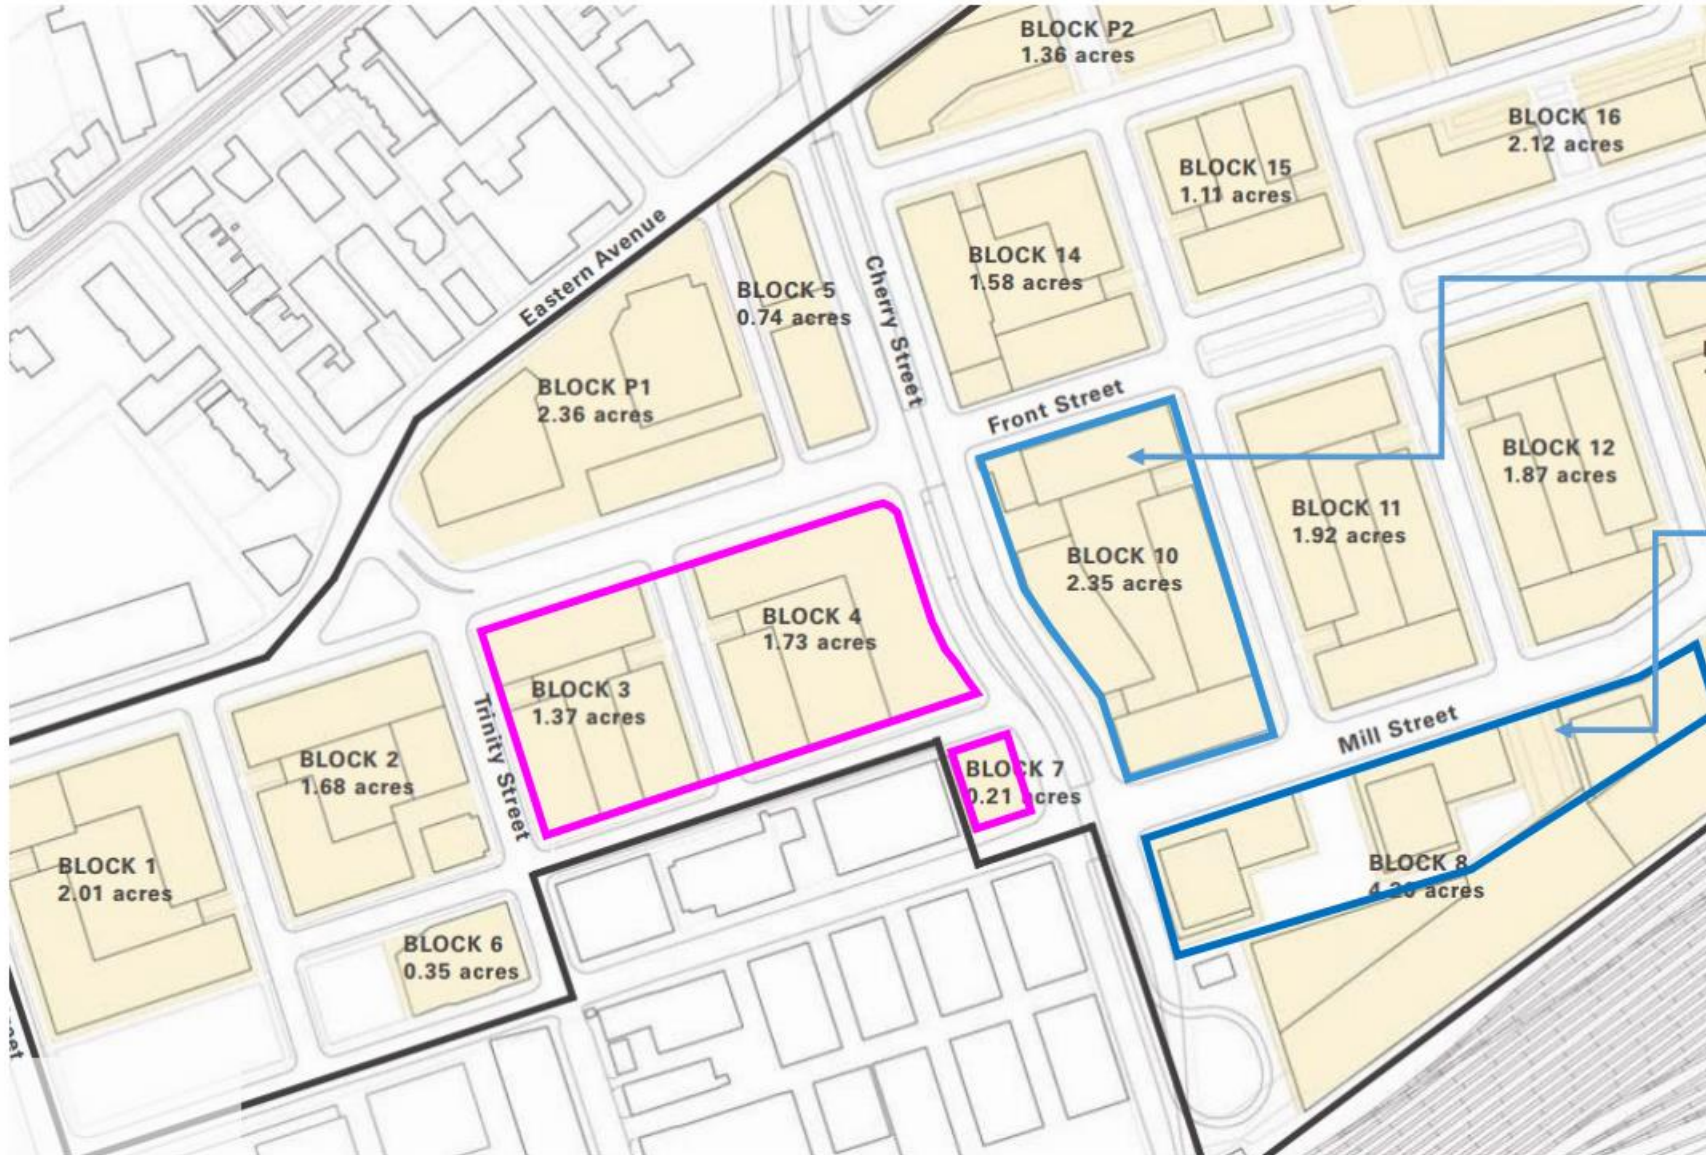 BLOCK P2
1.36 acres
BLOCK 16
2.12 acres
BLOCK 15
1.11 acres
BLOCK 14
1.58 acres
Eastern Avenue
BLOCK 5
0.74 acres
Cherry Street
BLOCK P1
2.36 acres
Front Street
BLOCK 12
1.87 acres
BLOCK 11
1.92 acres
BLOCK 10
2.35 acres
BLOCK 4
1.73 acres
BLOCK 3
1.37 acres
Trinity Street
Mill Street
BLOCK 2
1.68 acres
BLOCK 7
0.21 acres
BLOCK 1
2.01 acres
BLOCK 8
acres
BLOCK 6
0.35 acres